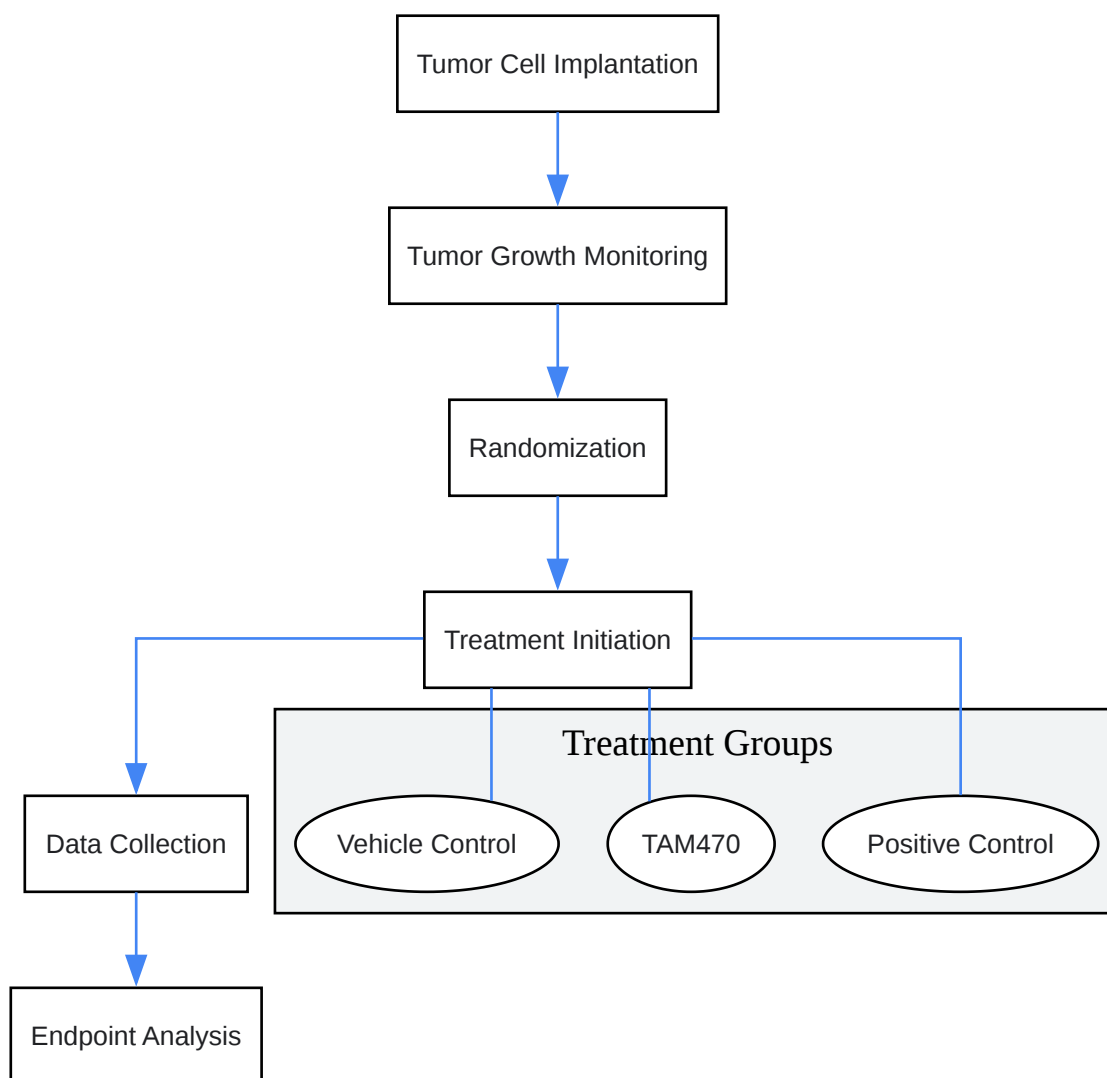 Tumor Cell Implantation
Tumor Growth Monitoring
Randomization
Treatment Initiation
Treatment Groups
Data Collection
Vehicle Control
TAM470
Positive Control
Endpoint Analysis